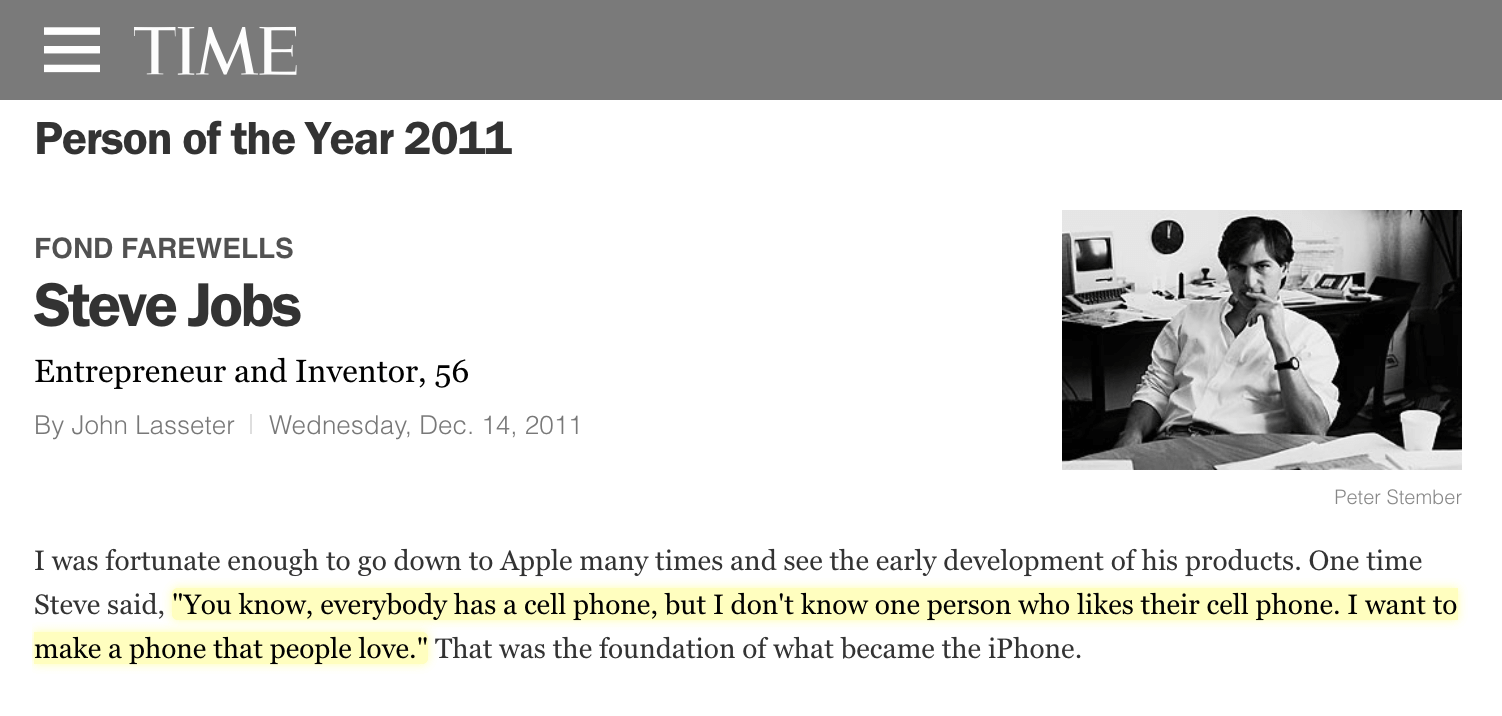 TIME
Person of the Year 2011
FOND FAREWELLS
Steve Jobs
Entrepreneur and Inventor, 56
By John Lasseter | Wednesday, Dec. 14, 2011
Peter Stember
I was fortunate enough to go down to Apple many times and see the early development of his products. One time
Steve said, "You know, everybody has a cell phone, but I don't know one person who likes their cell phone. I want to
make a phone that people love." That was the foundation of what became the iPhone.